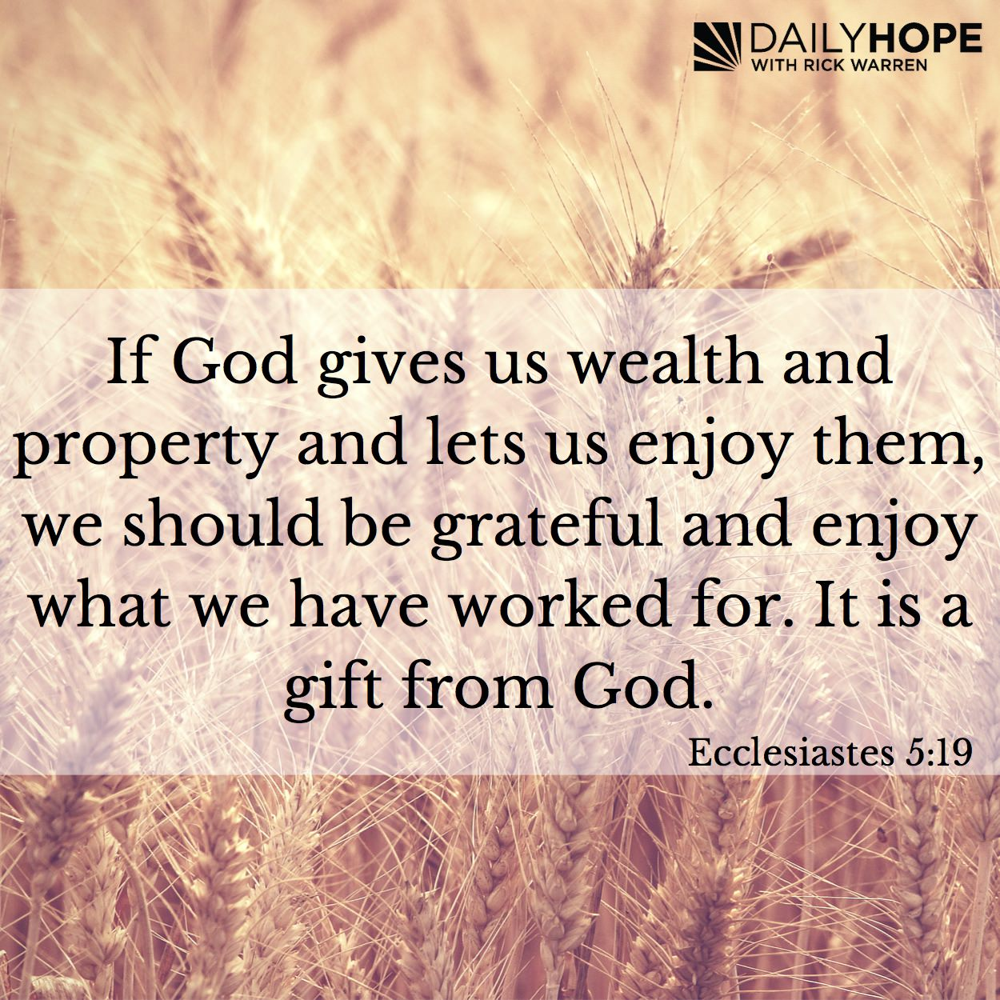 DAILYHOPE
WITH RICK WARREN
If God gives us wealth and
property and lets us enjoy them,
we should be grateful and enjoy
what we have worked for. It is a
gift from God.
Ecclesiastes 5:19